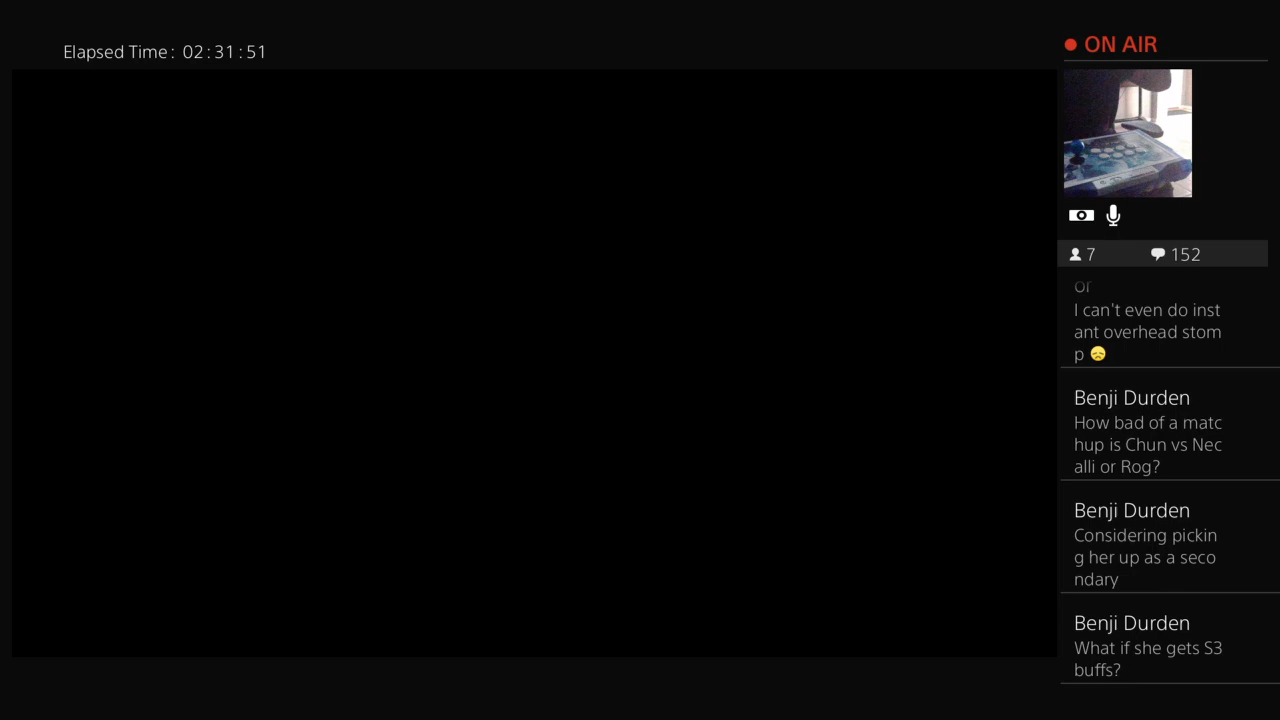 Elapsed Time: 02:31:51
ON AIR
7 152
or
I can't even do inst
ant overhead stom
p 😞
Benji Durden
How bad of a matc
hup is Chun vs Nec
alli or Rog?
Benji Durden
Considering pickin
g her up as a seco
ndary
Benji Durden
What if she gets S3
buffs?